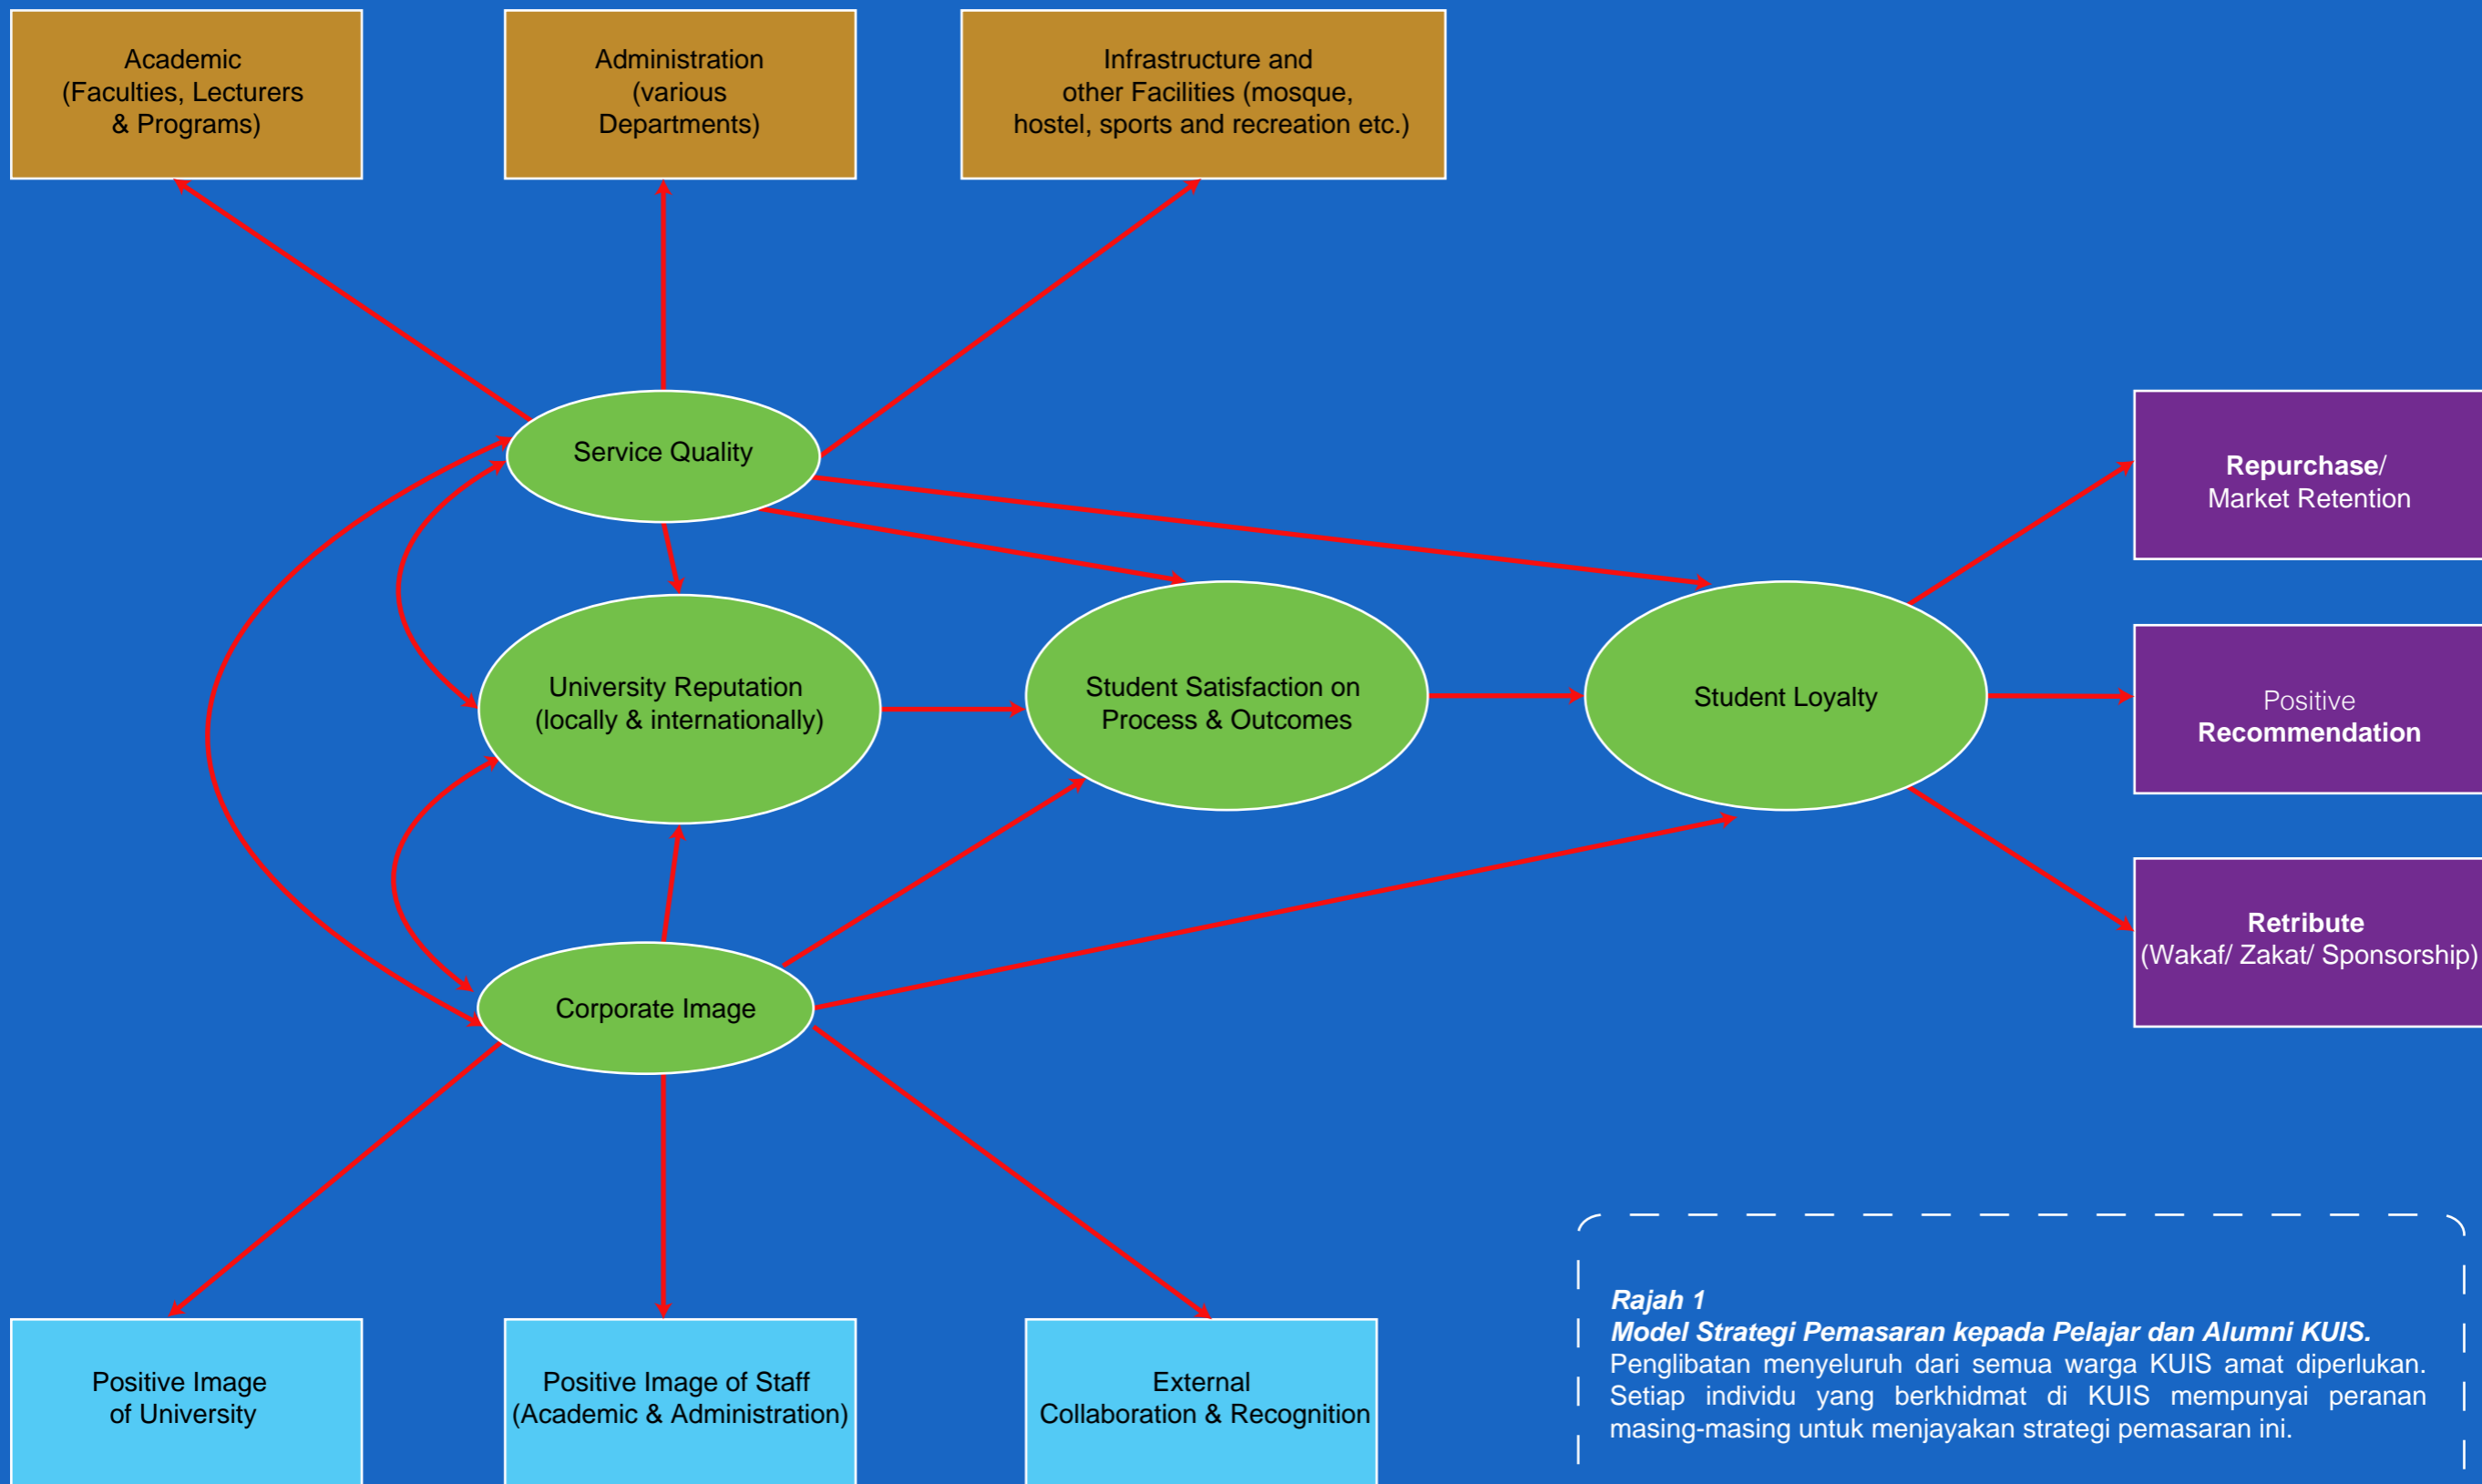 Academic
(Faculties, Lecturers
& Programs)
Administration
(various
Departments)
Infrastructure and
other Facilities (mosque,
hostel, sports and recreation etc.)
Service Quality
Repurchase/
Market Retention
University Reputation
(locally & internationally)
Student Satisfaction on
Process & Outcomes
Student Loyalty
Positive
Recommendation
Retribute
(Wakaf/ Zakat/ Sponsorship)
Corporate Image
Positive Image
of University
Positive Image of Staff
(Academic & Administration)
External
Collaboration & Recognition
Rajah 1
Model Strategi Pemasaran kepada Pelajar dan Alumni KUIS.
Penglibatan menyeluruh dari semua warga KUIS amat diperlukan.
Setiap individu yang berkhidmat di KUIS mempunyai peranan
masing-masing untuk menjayakan strategi pemasaran ini.